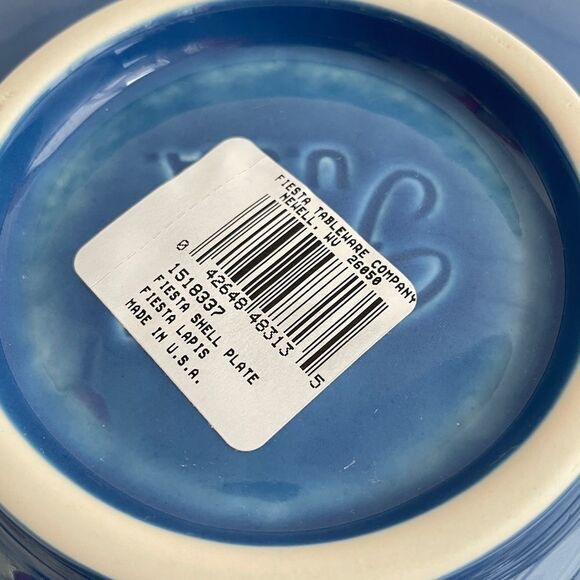 FIESTA TABLEWARE COMPANY
NEWELL, WV 26050
0 42648 48313 5
1518337
FIESTA SHELL PLATE
FIESTA LAPIS
MADE IN U.S.A.